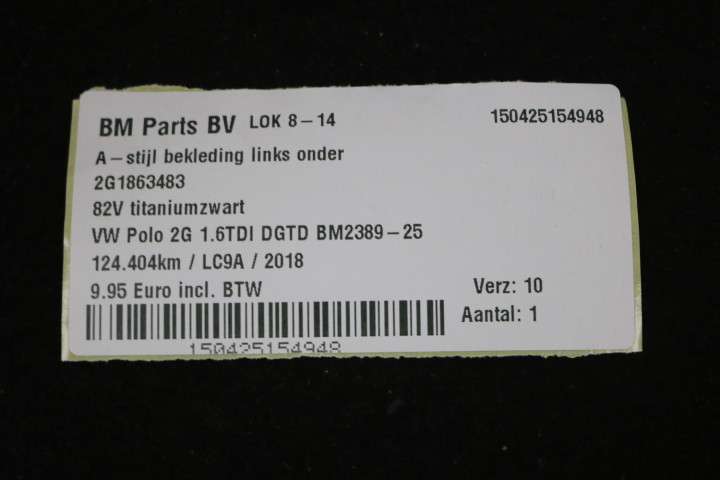 BM Parts BV LOK 8-14 150425154948
A-stijl bekleding links onder
2G1863483
82V titaniumzwart
VW Polo 2G 1.6TDI DGTD BM2389-25
124.404km / LC9A / 2018
9.95 Euro incl. BTW Verz: 10
Aantal: 1
150425154948